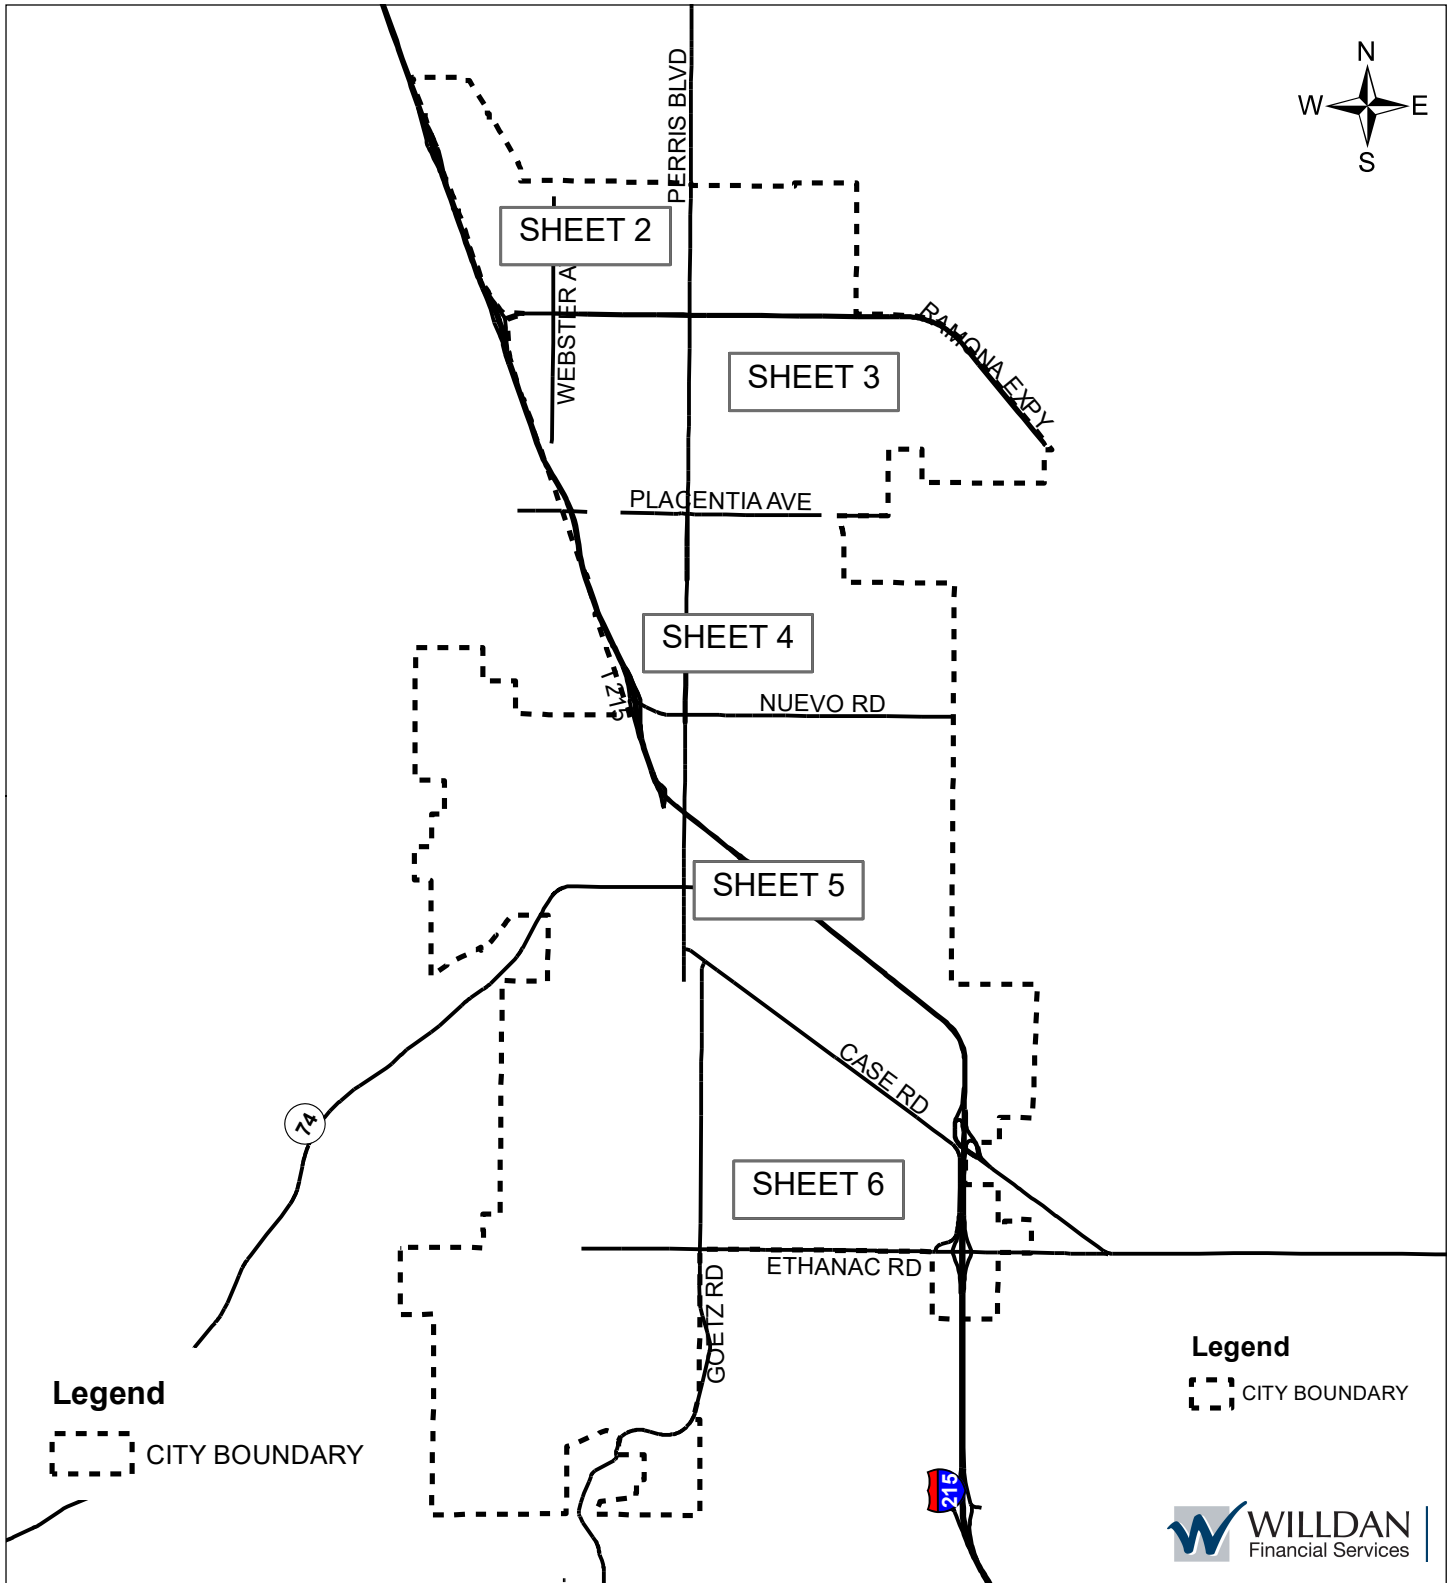 N
W E
S
PERRIS BLVD
SHEET 2
WEBSTER A
RAMONA EXPY
SHEET 3
PLACENTIA AVE
SHEET 4
I 215
NUEVO RD
SHEET 5
CASE RD
74
SHEET 6
ETHANAC RD
GOETZ RD
Legend
CITY BOUNDARY
Legend
CITY BOUNDARY
215
WILLDAN
Financial Services